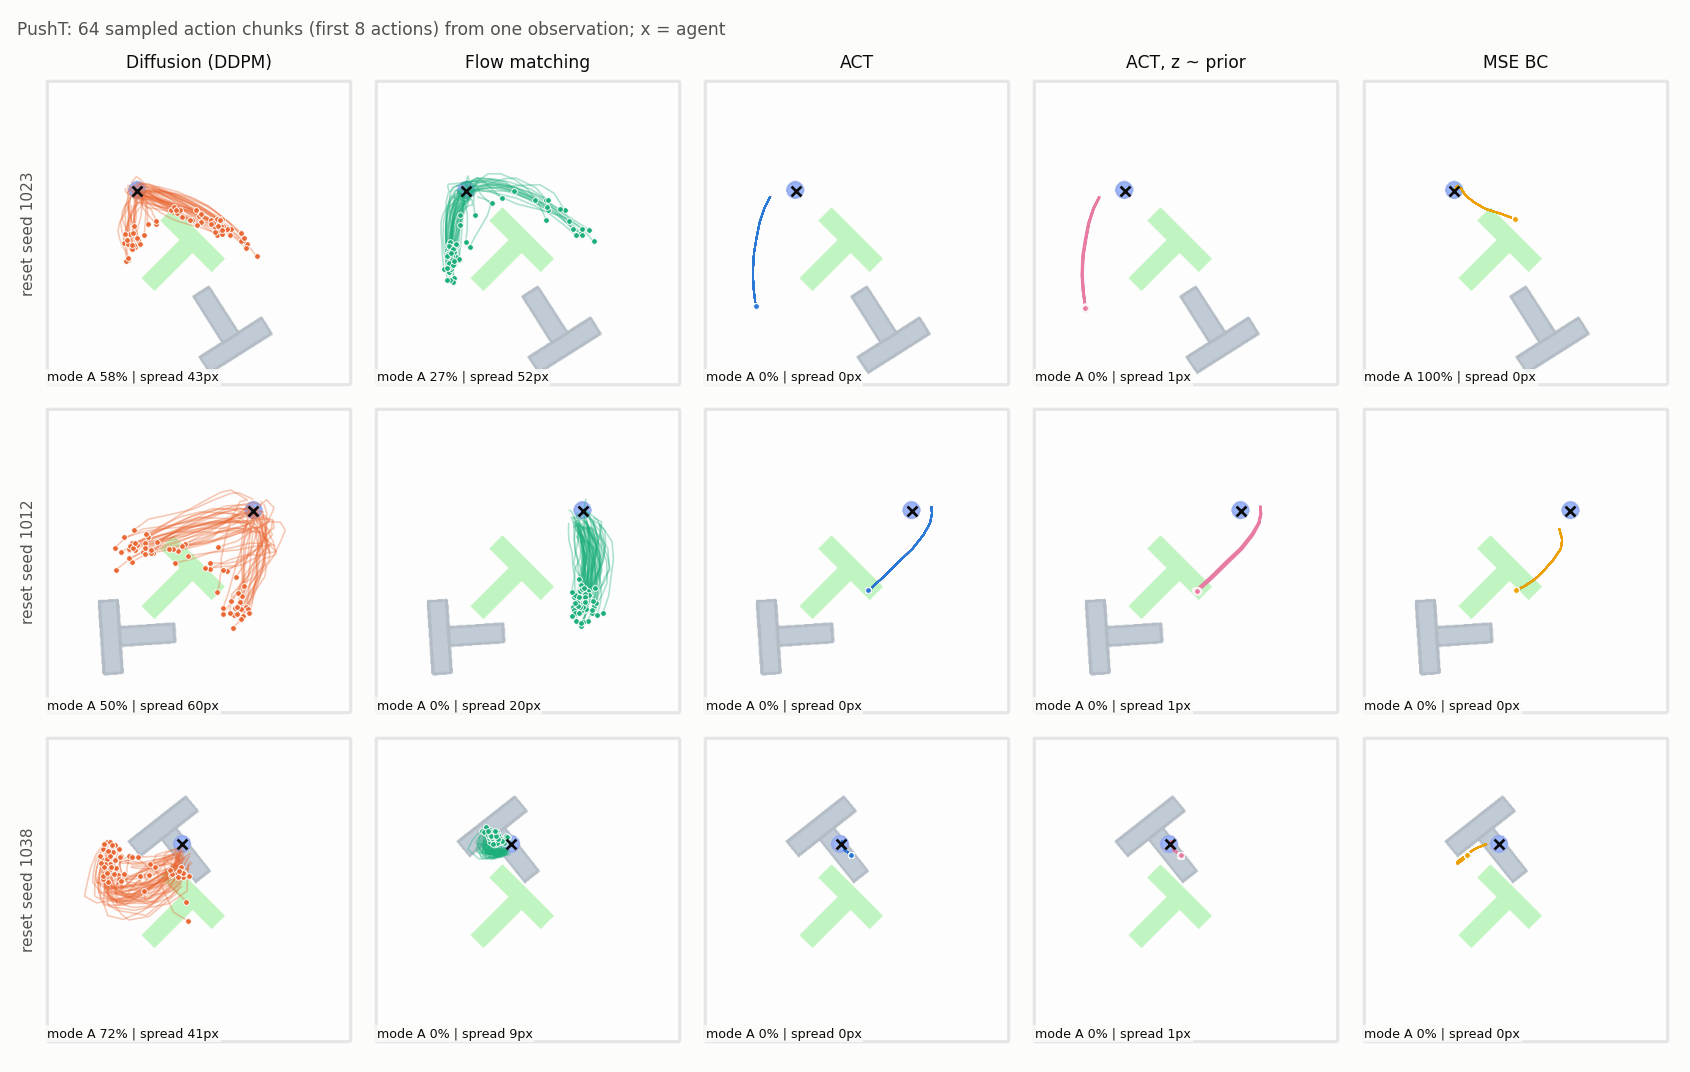 PushT: 64 sampled action chunks (first 8 actions) from one observation; x = agent
Diffusion (DDPM) Flow matching ACT ACT, z ~ prior MSE BC
reset seed 1023
mode A 58% | spread 43px mode A 27% | spread 52px mode A 0% | spread 0px mode A 0% | spread 1px mode A 100% | spread 0px
reset seed 1012
mode A 50% | spread 60px mode A 0% | spread 20px mode A 0% | spread 0px mode A 0% | spread 1px mode A 0% | spread 0px
reset seed 1038
mode A 72% | spread 41px mode A 0% | spread 9px mode A 0% | spread 0px mode A 0% | spread 1px mode A 0% | spread 0px